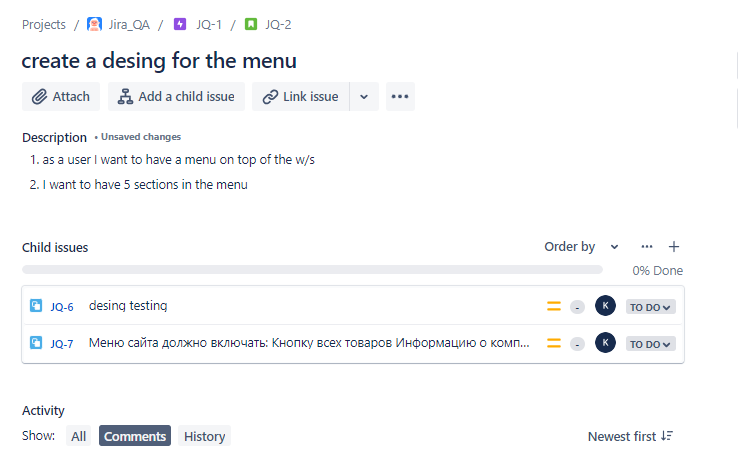 Projects / Jira_QA / JQ-1 / JQ-2
create a desing for the menu
Attach Add a child issue Link issue
Description • Unsaved changes
1. as a user I want to have a menu on top of the w/s
2. I want to have 5 sections in the menu
Child issues Order by
0% Done
JQ-6 desing testing - K TO DO
JQ-7 Меню сайта должно включать: Кнопку всех товаров Информацию о комп... - K TO DO
Activity
Show: All Comments History Newest first